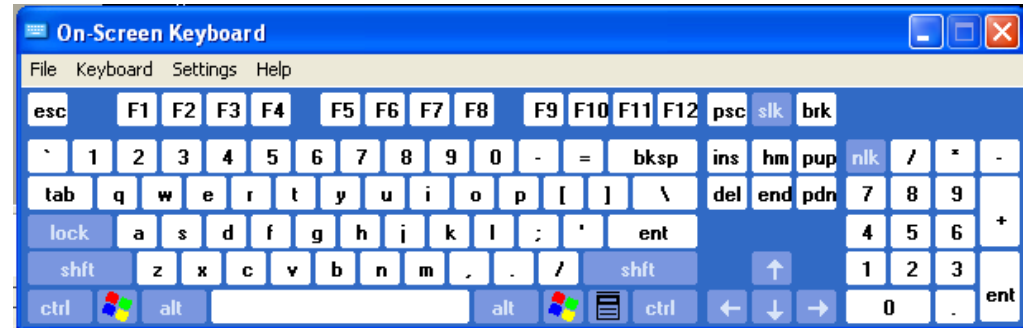 On-Screen Keyboard
File Keyboard Settings Help
esc F1 F2 F3 F4 F5 F6 F7 F8 F9 F10 F11 F12 psc slk brk
` 1 2 3 4 5 6 7 8 9 0 - = bksp ins hm pup nlk / * -
tab q w e r t y u i o p [ ] \ del end pdn 7 8 9 +
lock a s d f g h j k l ; ' ent 4 5 6
shft z x c v b n m , . / shft ↑ 1 2 3 ent
ctrl alt alt ctrl ← ↓ → 0 .